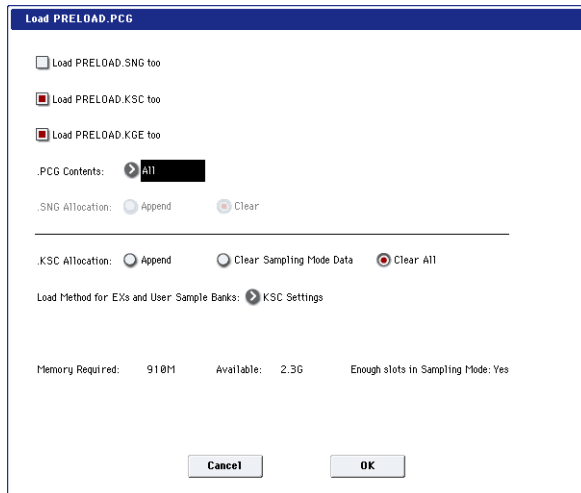 Load PRELOAD.PCG
Load PRELOAD.SNG too
Load PRELOAD.KSC too
Load PRELOAD.KGE too
.PCG Contents: All
.SNG Allocation: Append Clear
.KSC Allocation: Append Clear Sampling Mode Data Clear All
Load Method for EXs and User Sample Banks: KSC Settings
Memory Required: 910M Available: 2.3G Enough slots in Sampling Mode: Yes
Cancel OK